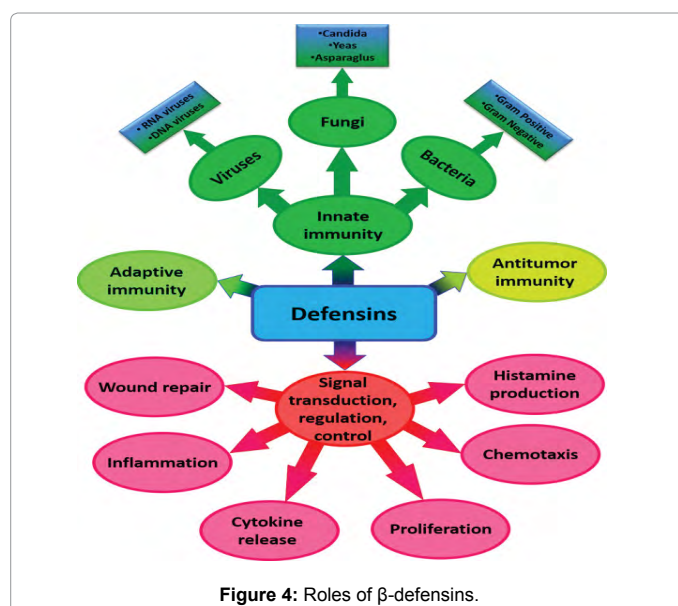 •Candida
•Yeas
•Asparaglus
• RNA viruses
•DNA viruses
•Gram Positive
•Gram Negative
Fungi
Viruses
Bacteria
Innate
immunity
Adaptive
immunity
Antitumor
immunity
Defensins
Signal
transduction,
regulation,
control
Wound repair
Histamine
production
Inflammation
Chemotaxis
Cytokine
release
Proliferation
Figure 4: Roles of β-defensins.